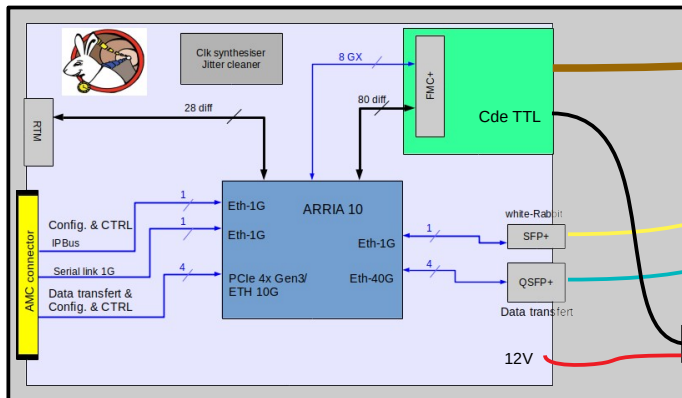 Clk synthesiser
Jitter cleaner
8 GX
FMC+
Cde TTL
28 diff
80 diff
RTM
AMC connector
Config. & CTRL
IPBus
1
Serial link 1G
1
Data transfert &
Config. & CTRL
4
Eth-1G
ARRIA 10
Eth-1G
Eth-1G
PCIe 4x Gen3/
ETH 10G
Eth-40G
1
4
white-Rabbit
SFP+
QSFP+
Data transfert
12V